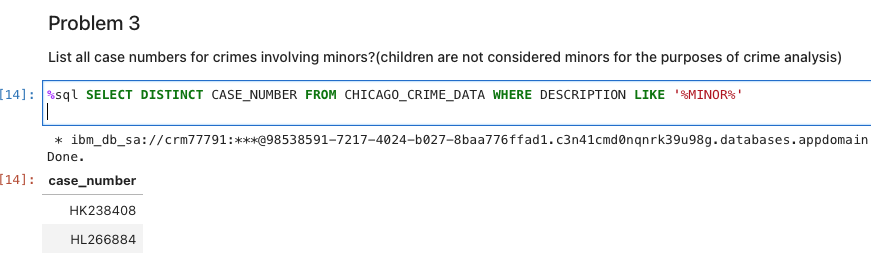 Problem 3
List all case numbers for crimes involving minors?(children are not considered minors for the purposes of crime analysis)
[14]: %sql SELECT DISTINCT CASE_NUMBER FROM CHICAGO_CRIME_DATA WHERE DESCRIPTION LIKE '%MINOR%'
* ibm_db_sa://crm77791:***@98538591-7217-4024-b027-8baa776ffad1.c3n41cmd0nqnrk39u98g.databases.appdomain
Done.
[14]: case_number
HK238408
HL266884